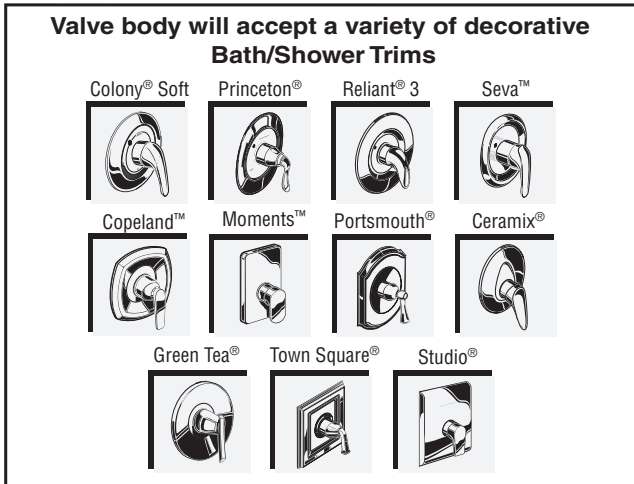 Valve body will accept a variety of decorative
Bath/Shower Trims
Colony® Soft Princeton® Reliant® 3 Seva™
Copeland™ Moments™ Portsmouth® Ceramix®
Green Tea® Town Square® Studio®